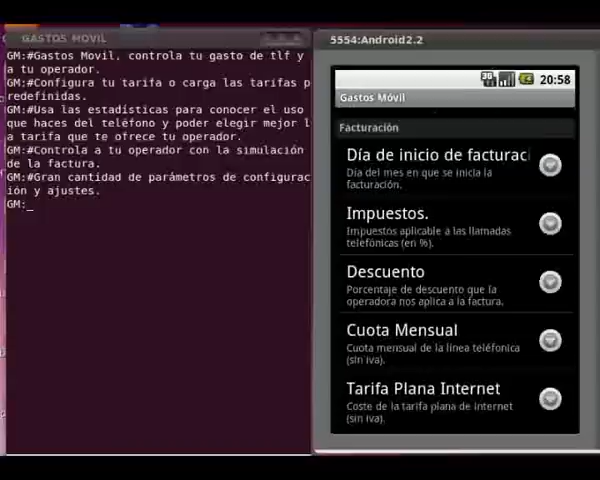 GASTOS MOVIL
GM:#Gastos Movil. controla tu gasto de tlf y
a tu operador.
GM:#Configura tu tarifa o carga las tarifas p
redefinidas.
GM:#Usa las estadísticas para conocer el uso
que haces del teléfono y poder elegir mejor l
a tarifa que te ofrece tu operador.
GM:#Controla a tu operador con la simulación
de la factura.
GM:#Gran cantidad de parámetros de configurac
ión y ajustes.
GM:_
5554:Android2.2
3G 20:58
Gastos Móvil
Facturación
Día de inicio de facturaci
Día del mes en que se inicia la
facturación.
Impuestos.
Impuestos aplicable a las llamadas
telefónicas (en %).
Descuento
Porcentaje de descuento que la
operadora nos aplica a la factura.
Cuota Mensual
Cuota mensual de la línea teléfonica
(sin iva).
Tarifa Plana Internet
Coste de la tarifa plana de internet
(sin iva).